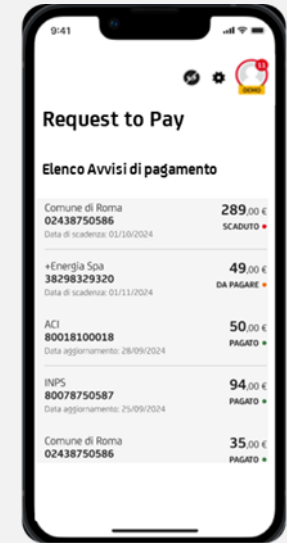 9:41
11
DEMO
Request to Pay
Elenco Avvisi di pagamento
Comune di Roma
289,00 €
02438750586
SCADUTO
Data di scadenza: 01/10/2024
+Energia Spa
49,00 €
38298329320
DA PAGARE
Data di scadenza: 01/11/2024
ACI
50,00 €
80018100018
PAGATO
Data aggiornamento: 28/09/2024
INPS
94,00 €
80078750587
PAGATO
Data aggiornamento: 25/09/2024
Comune di Roma
35,00 €
02438750586
PAGATO